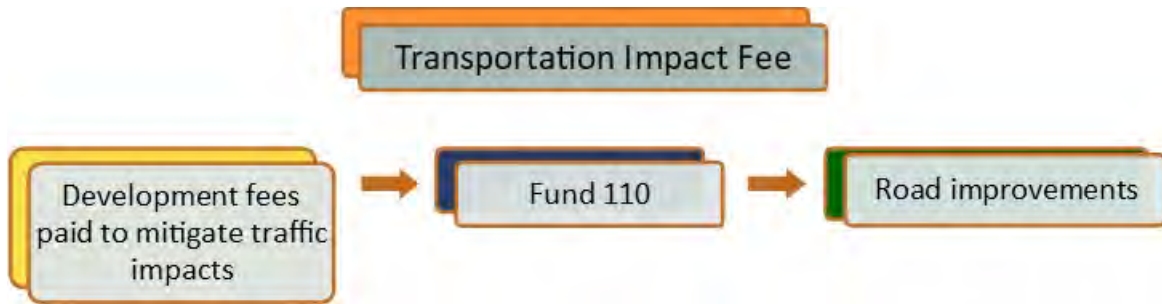 Transportation Impact Fee
Development fees
paid to mitigate traffic
impacts
Fund 110
Road improvements